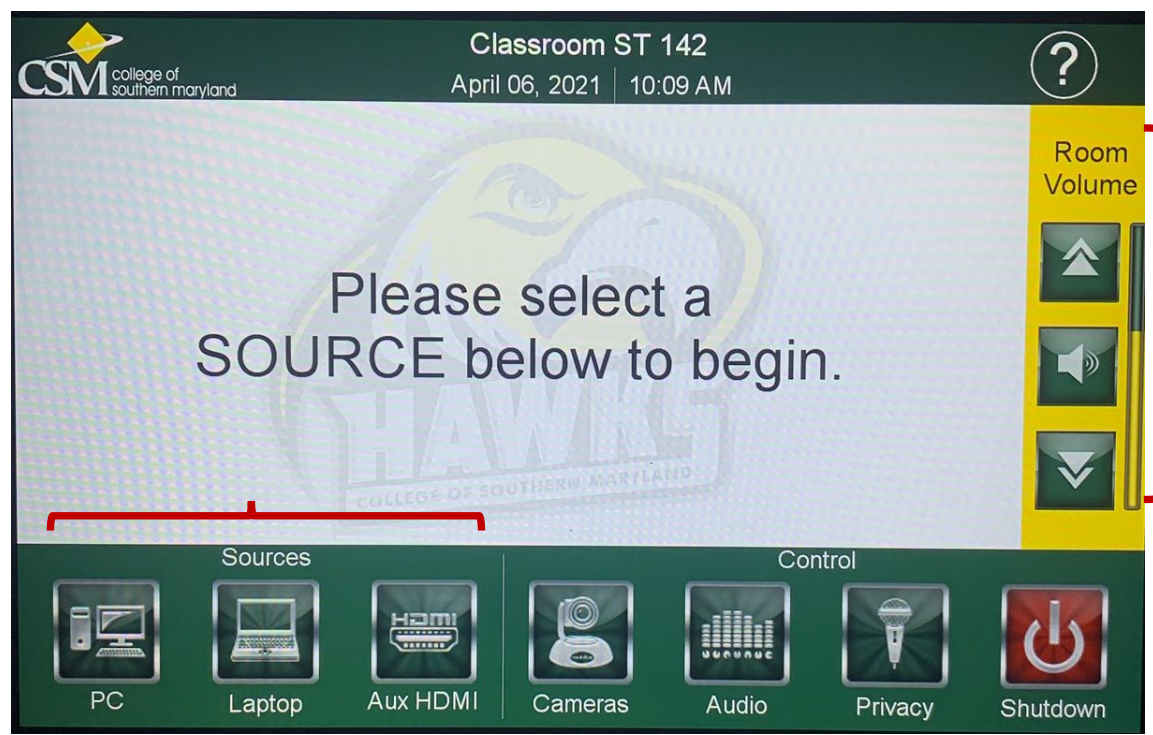 CSM college of
southern maryland
Classroom ST 142
April 06, 2021 10:09 AM
?
Room
Volume
Please select a
SOURCE below to begin.
HAWKS
COLLEGE OF SOUTHERN MARYLAND
Sources
Control
HDMI
PC
Laptop
Aux HDMI
Cameras
Audio
Privacy
Shutdown